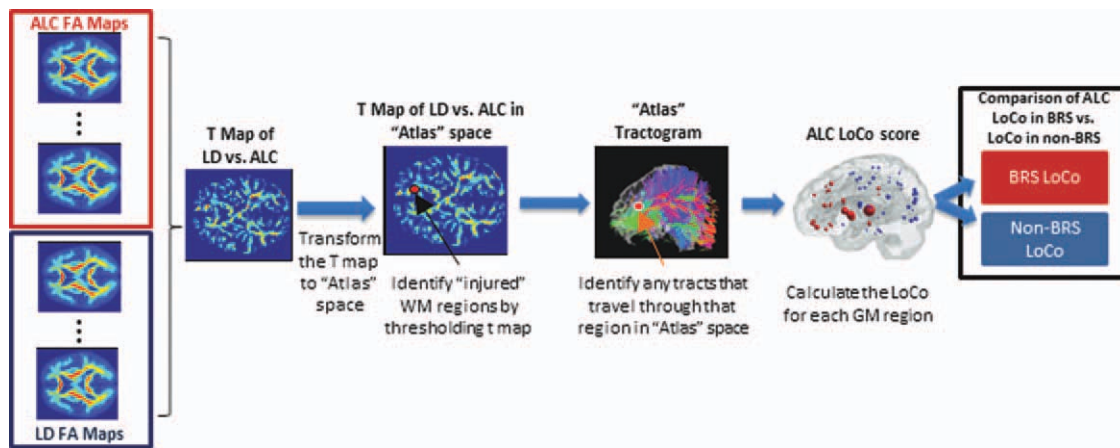 ALC FA Maps
LD FA Maps
T Map of
LD vs. ALC
Transform
the T map
to “Atlas”
space
T Map of LD vs. ALC in
“Atlas” space
Identify “injured”
WM regions by
thresholding t map
“Atlas”
Tractogram
Identify any tracts that
travel through that
region in “Atlas” space
ALC LoCo score
Calculate the LoCo
for each GM region
Comparison of ALC
LoCo in BRS vs.
LoCo in non-BRS
BRS LoCo
Non-BRS
LoCo